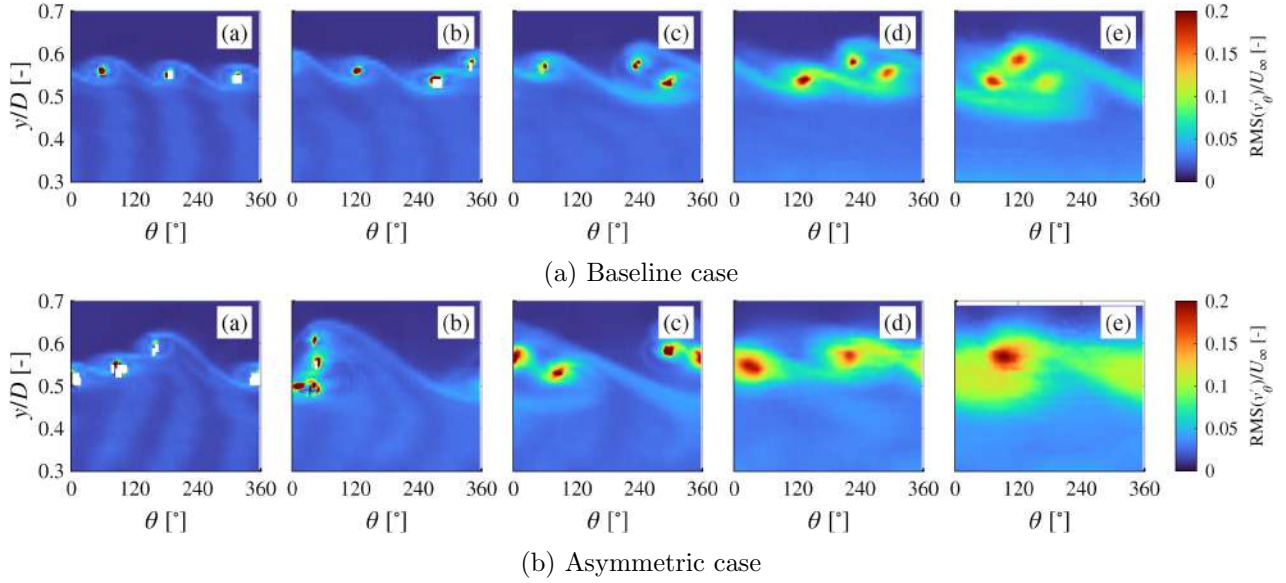 (a) (b) (c) (d) (e)
0.7
0.6
0.5
0.4
0.3
y/D [-]
0 120 240 360 0 120 240 360 0 120 240 360 0 120 240 360 0 120 240 360
θ [°] θ [°] θ [°] θ [°] θ [°]
0.2
0.15
0.1
0.05
0
RMS(v′θ)/U∞ [-]
(a) Baseline case
(a) (b) (c) (d) (e)
0.7
0.6
0.5
0.4
0.3
y/D [-]
0 120 240 360 0 120 240 360 0 120 240 360 0 120 240 360 0 120 240 360
θ [°] θ [°] θ [°] θ [°] θ [°]
0.2
0.15
0.1
0.05
0
RMS(v′θ)/U∞ [-]
(b) Asymmetric case